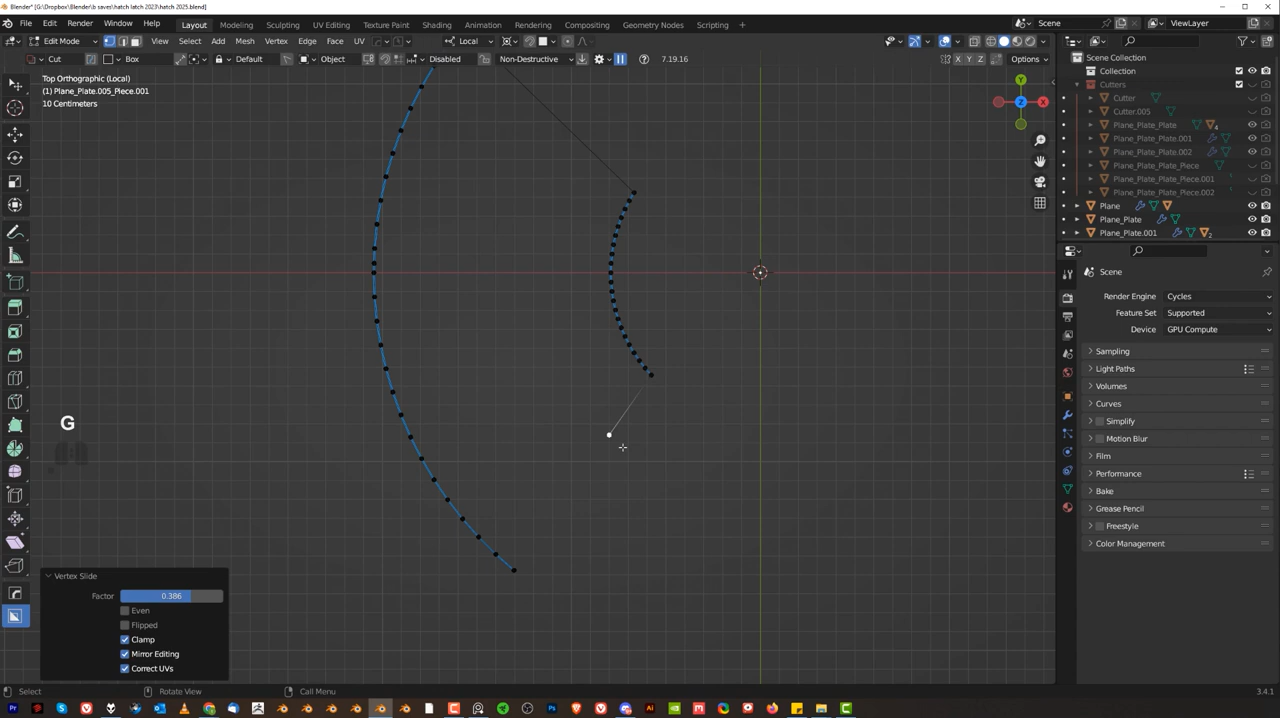 Blender* [G:\Dropbox\Blender\b saves\hatch latch 2023\hatch 2025.blend]
File Edit Render Window Help Layout Modeling Sculpting UV Editing Texture Paint Shading Animation Rendering Compositing Geometry Nodes Scripting + Scene ViewLayer
Edit Mode View Select Add Mesh Vertex Edge Face UV Local
Cut Box Default Object Disabled Non-Destructive 7.19.16 X Y Z Options
Top Orthographic (Local)
(1) Plane_Plate.005_Piece.001
10 Centimeters
Y
Z
X
G
Vertex Slide
Factor 0.386
Even
Flipped
Clamp
Mirror Editing
Correct UVs
Scene Collection
Collection
Cutters
Cutter
Cutter.005
Plane_Plate_Plate 4
Plane_Plate_Plate.001
Plane_Plate_Plate.002
Plane_Plate_Plate_Piece
Plane_Plate_Plate_Piece.001
Plane_Plate_Plate_Piece.002
Plane
Plane_Plate
Plane_Plate.001 2
Scene
Render Engine Cycles
Feature Set Supported
Device GPU Compute
Sampling
Light Paths
Volumes
Curves
Simplify
Motion Blur
Film
Performance
Bake
Grease Pencil
Freestyle
Color Management
Select Rotate View Call Menu 3.4.1